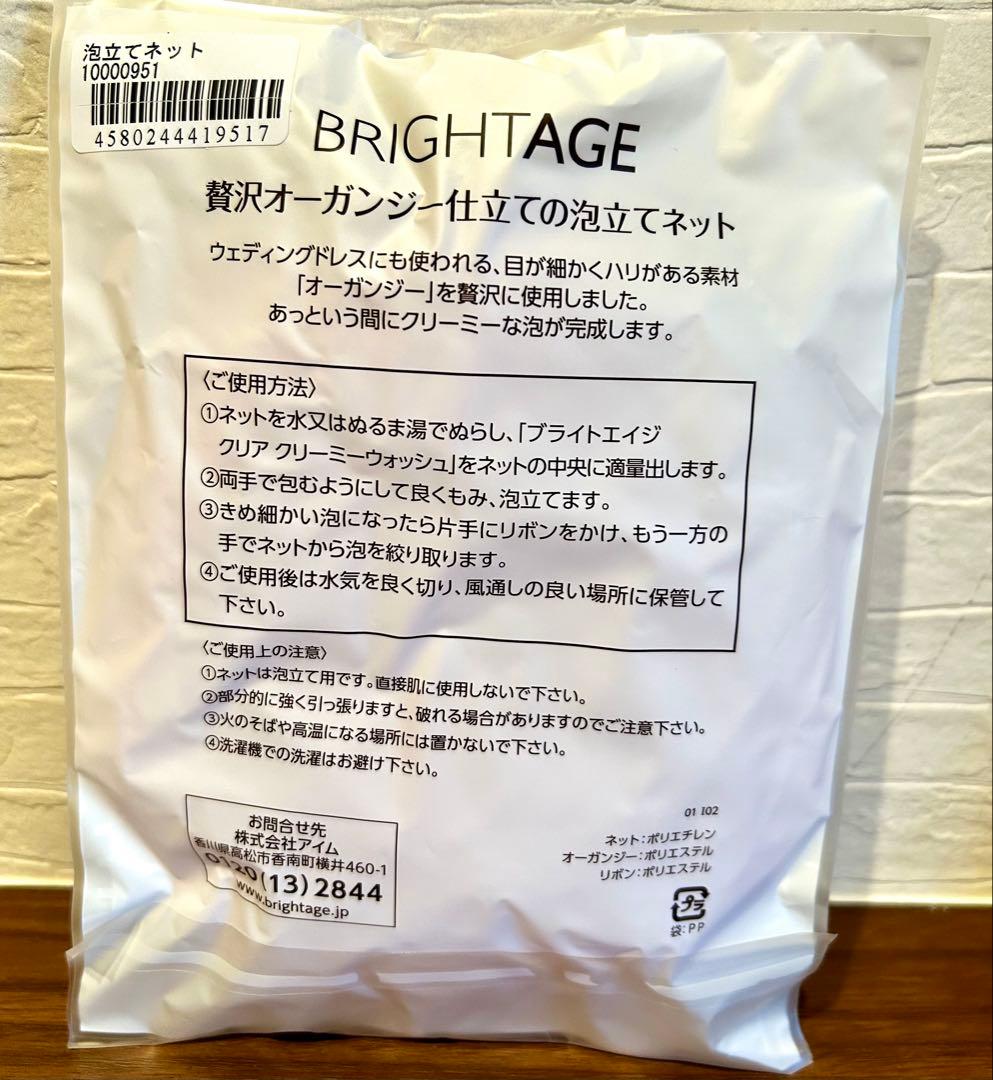 泡立てネット
10000951
4580244419517
BRIGHTAGE
贅沢オーガンジー仕立ての泡立てネット
ウェディングドレスにも使われる、目が細かくハリがある素材
「オーガンジー」を贅沢に使用しました。
あっという間にクリーミーな泡が完成します。
〈ご使用方法〉
①ネットを水又はぬるま湯でぬらし、「ブライトエイジ
クリア クリーミーウォッシュ」をネットの中央に適量出します。
②両手で包むようにして良くもみ、泡立てます。
③きめ細かい泡になったら片手にリボンをかけ、もう一方の
手でネットから泡を絞り取ります。
④ご使用後は水気を良く切り、風通しの良い場所に保管して
下さい。
〈ご使用上の注意〉
①ネットは泡立て用です。直接肌に使用しないで下さい。
②部分的に強く引っ張りますと、破れる場合がありますのでご注意下さい。
③火のそばや高温になる場所には置かないで下さい。
④洗濯機での洗濯はお避け下さい。
お問合せ先
株式会社アイム
香川県高松市香南町横井460-1
0120(13)2844
www.brightage.jp
01 I02
ネット:ポリエチレン
オーガンジー:ポリエステル
リボン:ポリエステル
プラ
袋:PP